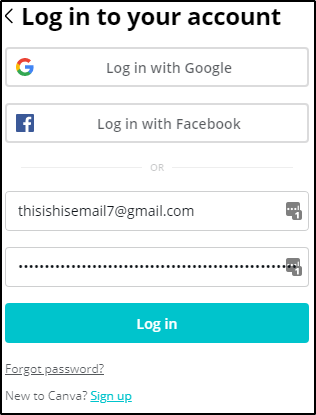 Log in to your account
Log in with Google
Log in with Facebook
OR
thisishisemail7@gmail.com
Log in
Forgot password?
New to Canva? Sign up